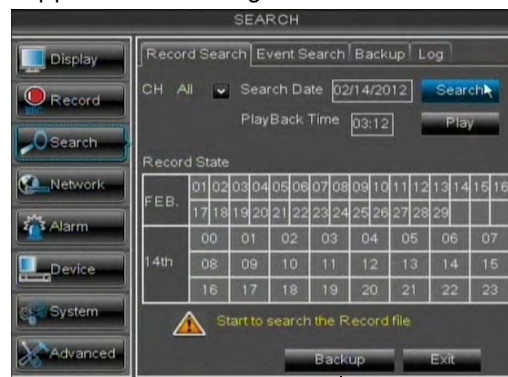 SEARCH
Display
Record
REC
Search
Network
Alarm
Device
System
Advanced
Record Search Event Search Backup Log
CH All Search Date 02/14/2012 Search
PlayBack Time 03:12 Play
Record State
FEB. 01 02 03 04 05 06 07 08 09 10 11 12 13 14 15 16
17 18 19 20 21 22 23 24 25 26 27 28 29
14th 00 01 02 03 04 05 06 07
08 09 10 11 12 13 14 15
16 17 18 19 20 21 22 23
Start to search the Record file
Backup Exit